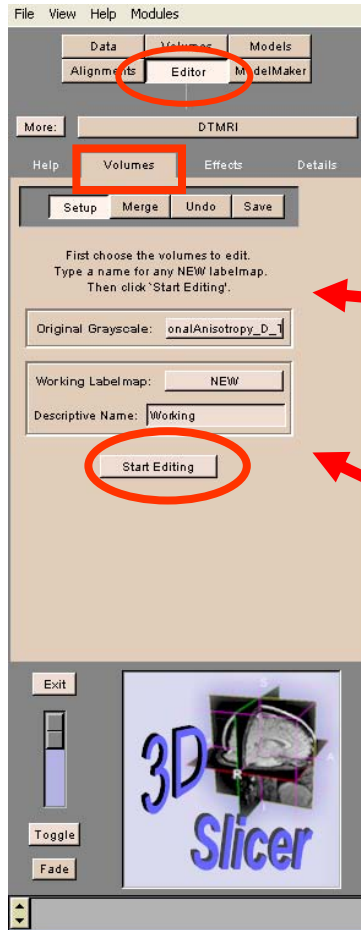 File View Help Modules
Data Volumes Models
Alignments Editor ModelMaker
More: DTMRI
Help Volumes Effects Details
Setup Merge Undo Save
First choose the volumes to edit.
Type a name for any NEW labelmap.
Then click `Start Editing'.
Original Grayscale: onalAnisotropy_D_T
Working Labelmap: NEW
Descriptive Name: Working
Start Editing
Exit
S
3D
R
A
I
Slicer
Toggle
Fade